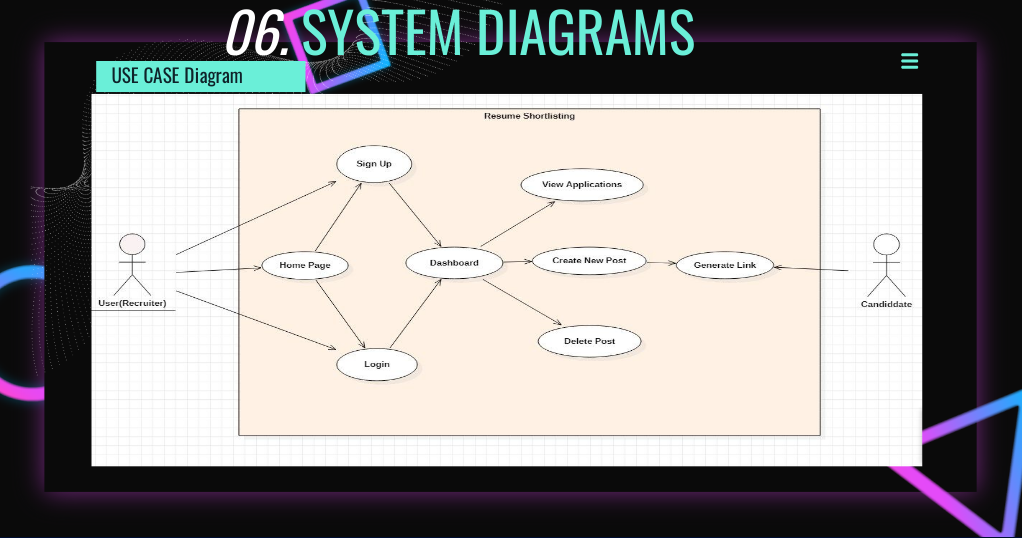 06. SYSTEM DIAGRAMS
USE CASE Diagram
Resume Shortlisting
Sign Up
View Applications
Home Page
Dashboard
Create New Post
Generate Link
User(Recruiter)
Candiddate
Delete Post
Login